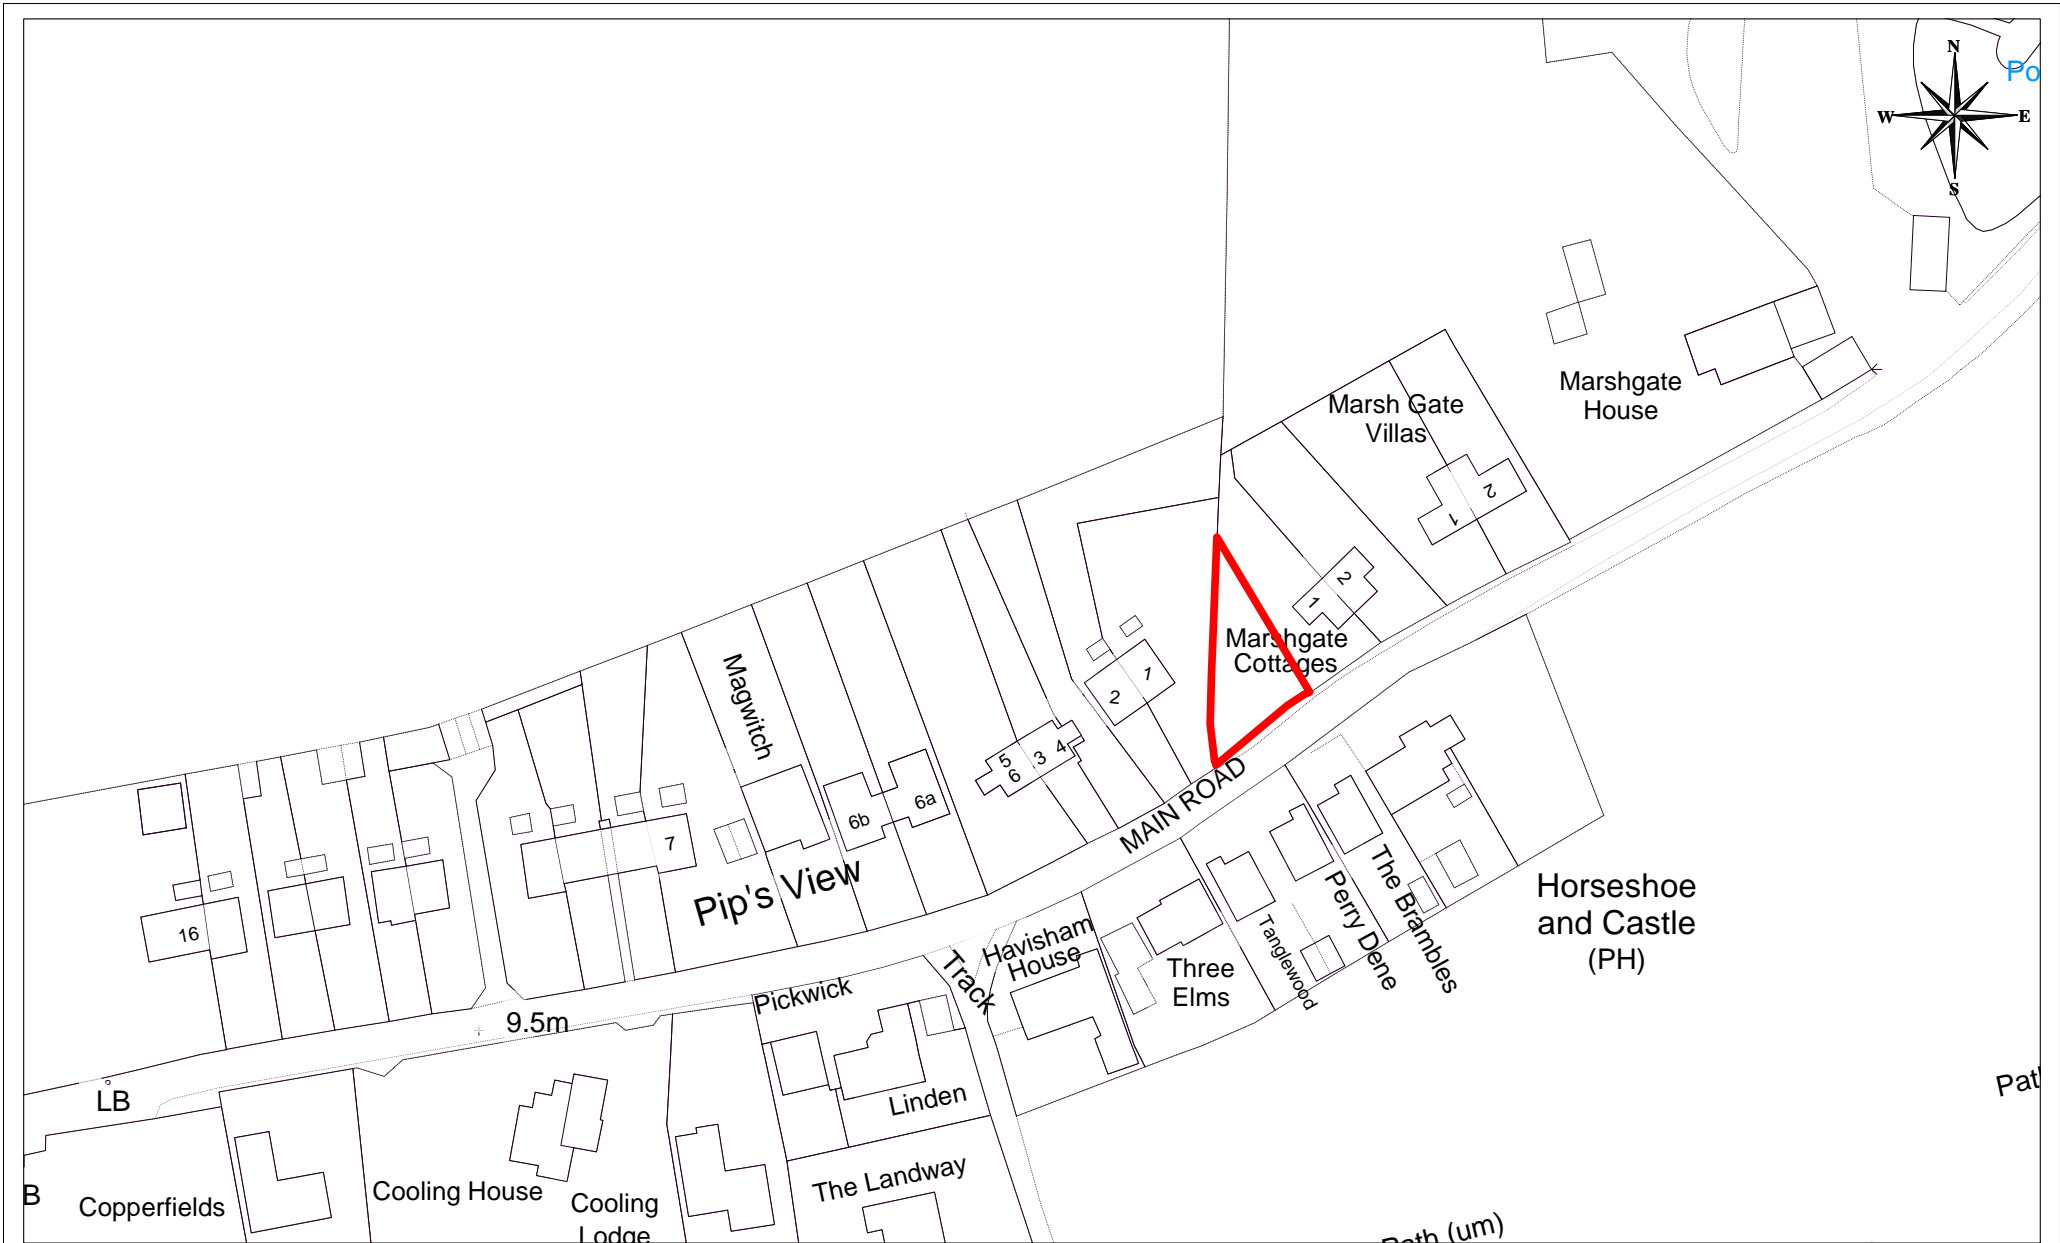 N
Po
W
E
S
Marshgate
House
Marsh Gate
Villas
2
1
2
1
Marshgate
Cottages
1
2
Magwitch
5
6
3
4
6a
6b
7
Pip's View
MAIN ROAD
16
The Brambles
Perry Dene
Tanglewood
Horseshoe
and Castle
(PH)
Three
Elms
Havisham
House
Track
Pickwick
9.5m
LB
Linden
The Landway
Cooling House
Cooling
Lodge
Copperfields
B
Path (um)